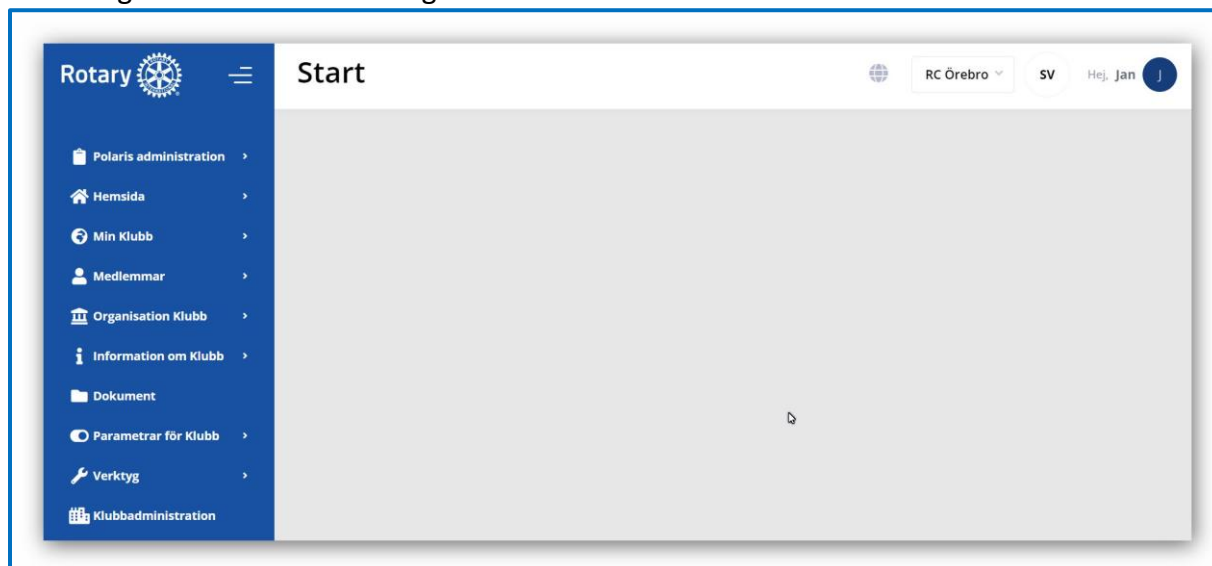 Rotary
Start
RC Örebro
SV
Hej, Jan
J
Polaris administration
Hemsida
Min Klubb
Medlemmar
Organisation Klubb
Information om Klubb
Dokument
Parametrar för Klubb
Verktyg
Klubbadministration